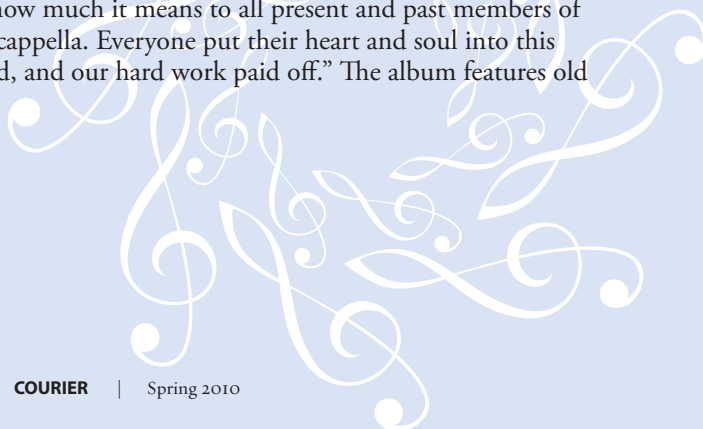 how much it means to all present and past members of
cappella. Everyone put their heart and soul into this
d, and our hard work paid off.” The album features old
COURIER | Spring 2010